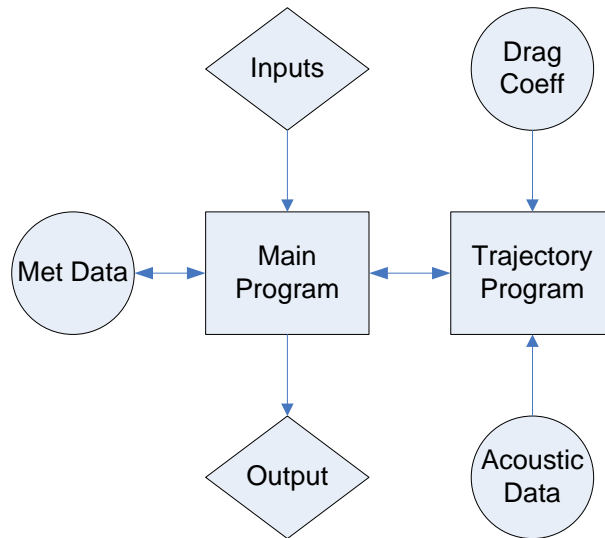 Inputs
Drag
Coeff
Met Data
Main
Program
Trajectory
Program
Output
Acoustic
Data